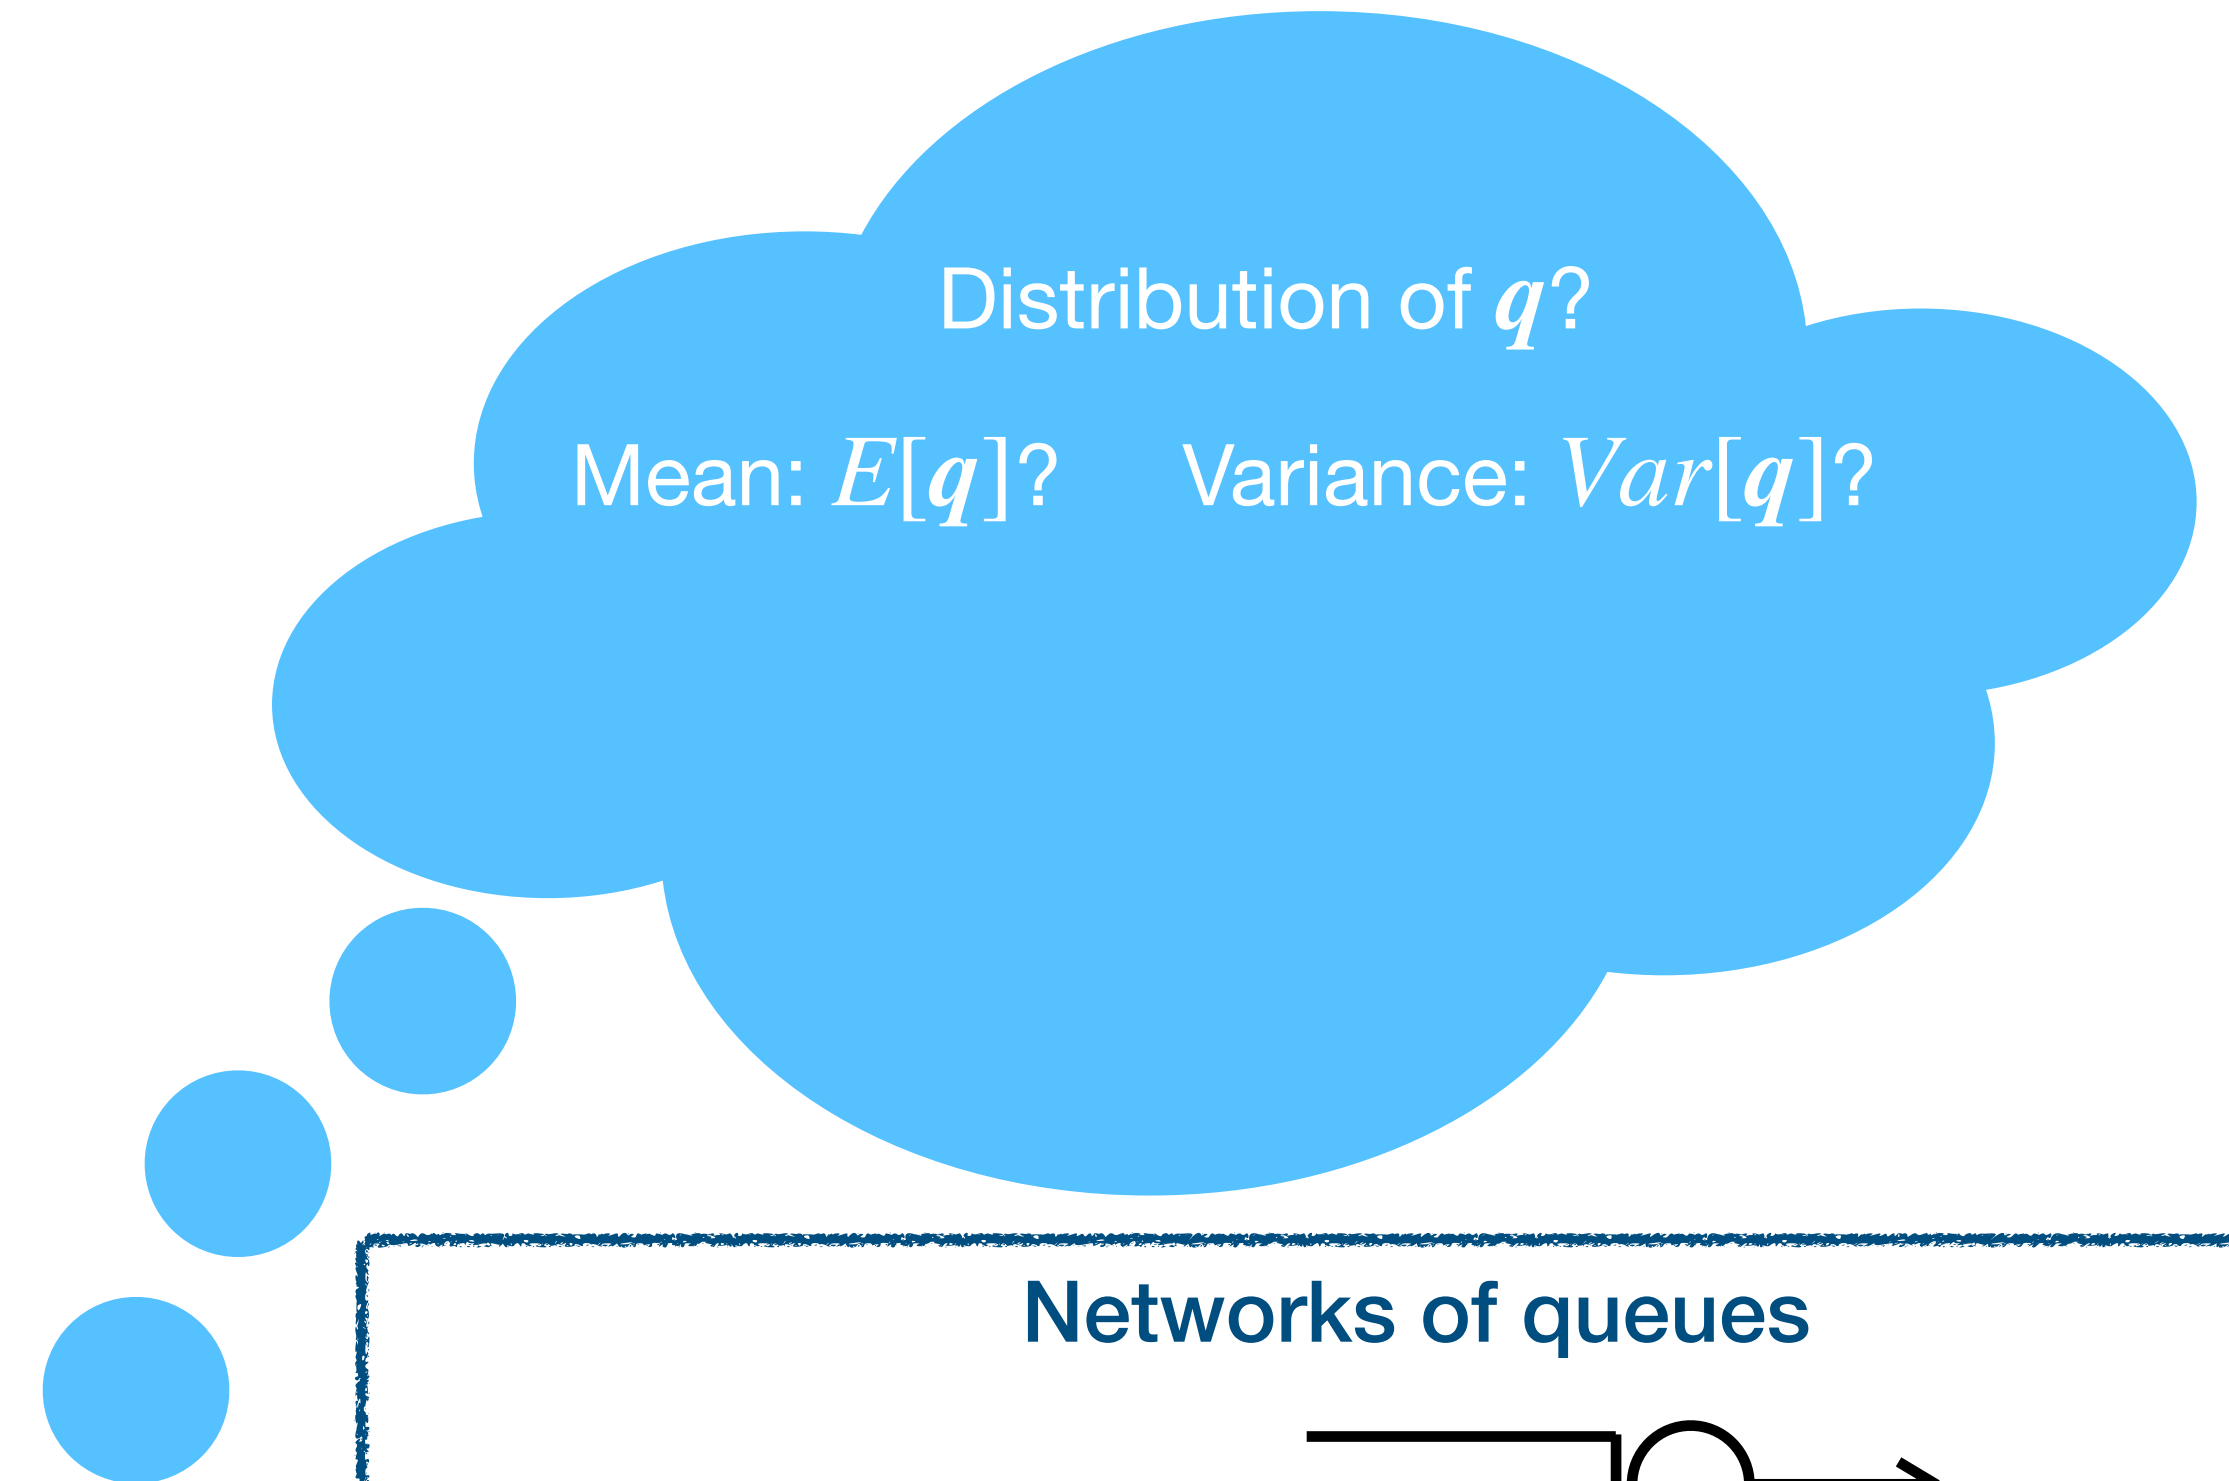 Distribution of q?
Mean: E[q]? Variance: Var[q]?
Networks of queues